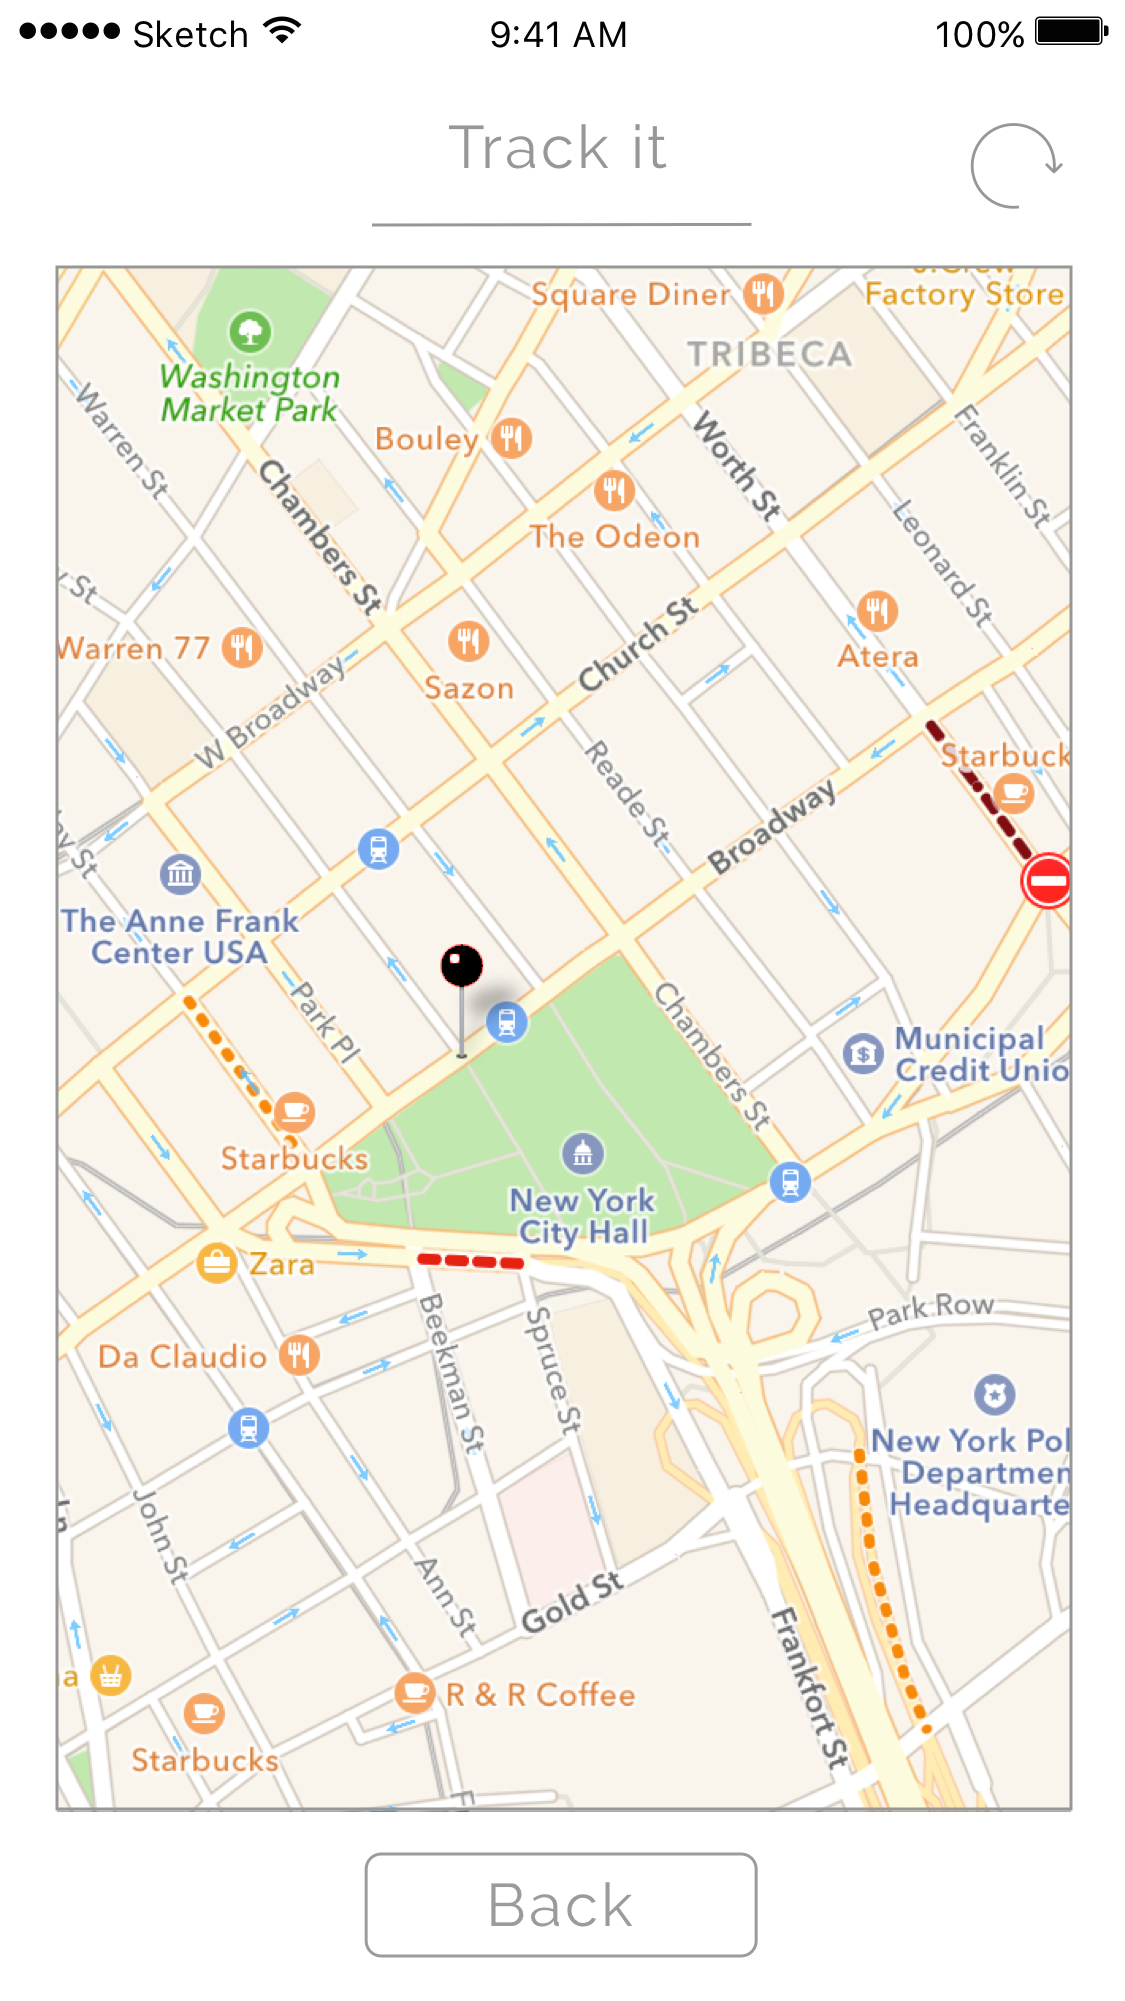 Sketch 9:41 AM 100%
Track it
Square Diner
Factory Store
TRIBECA
Washington
Market Park
Warren St
Bouley
Worth St
Franklin St
Chambers St
The Odeon
Leonard St
St
Warren 77
Sazon
Church St
Atera
W Broadway
Reade St
Starbuck
Broadway
St
The Anne Frank
Center USA
Park Pl
Chambers St
Municipal
Credit Unio
Starbucks
New York
City Hall
Zara
Beekman St
Spruce St
Park Row
Da Claudio
New York Pol
Departmen
Headquarte
John St
Ann St
Gold St
Frankfort St
a
R & R Coffee
Starbucks
F
Back